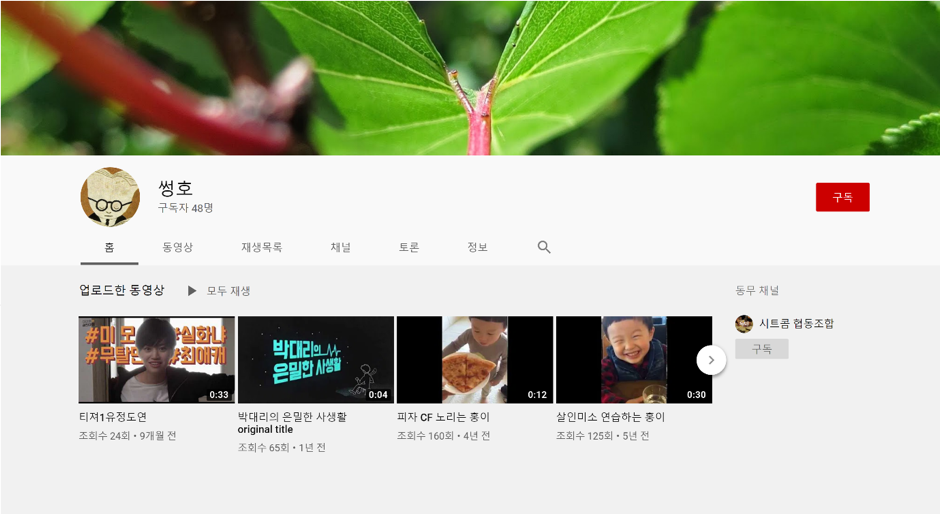 썽호
구독자 48명
구독
홈 동영상 재생목록 채널 토론 정보
업로드한 동영상 모두 재생
동무 채널
시트콤 협동조합
구독
#미 모 #실화냐
#무탈 #최애캐
0:33
티져1유정도연
조회수 24회 • 9개월 전
박대리의
은밀한 사생활
0:04
박대리의 은밀한 사생활
original title
조회수 65회 • 1년 전
0:12
피자 CF 노리는 홍이
조회수 160회 • 4년 전
0:30
살인미소 연습하는 홍이
조회수 125회 • 5년 전